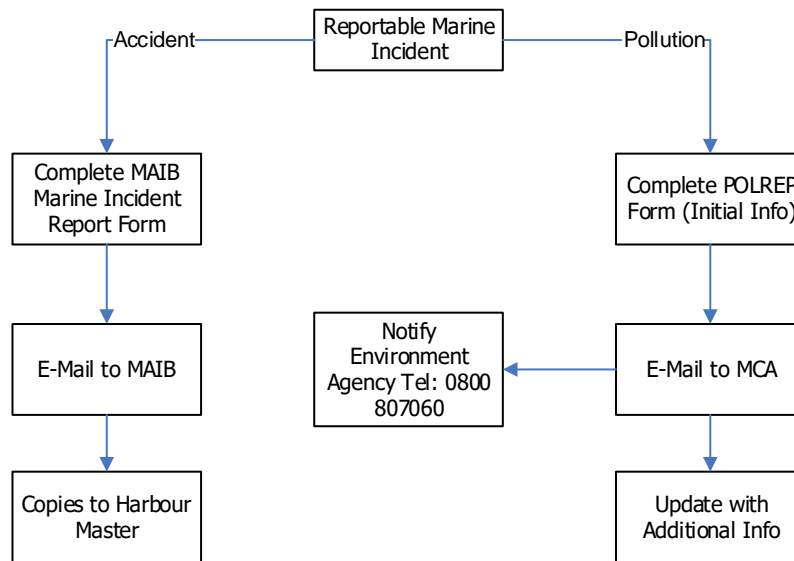 Reportable Marine
Incident
Accident
Pollution
Complete MAIB
Marine Incident
Report Form
Complete POLREP
Form (Initial Info)
E-Mail to MAIB
Notify
Environment
Agency Tel: 0800
807060
E-Mail to MCA
Copies to Harbour
Master
Update with
Additional Info